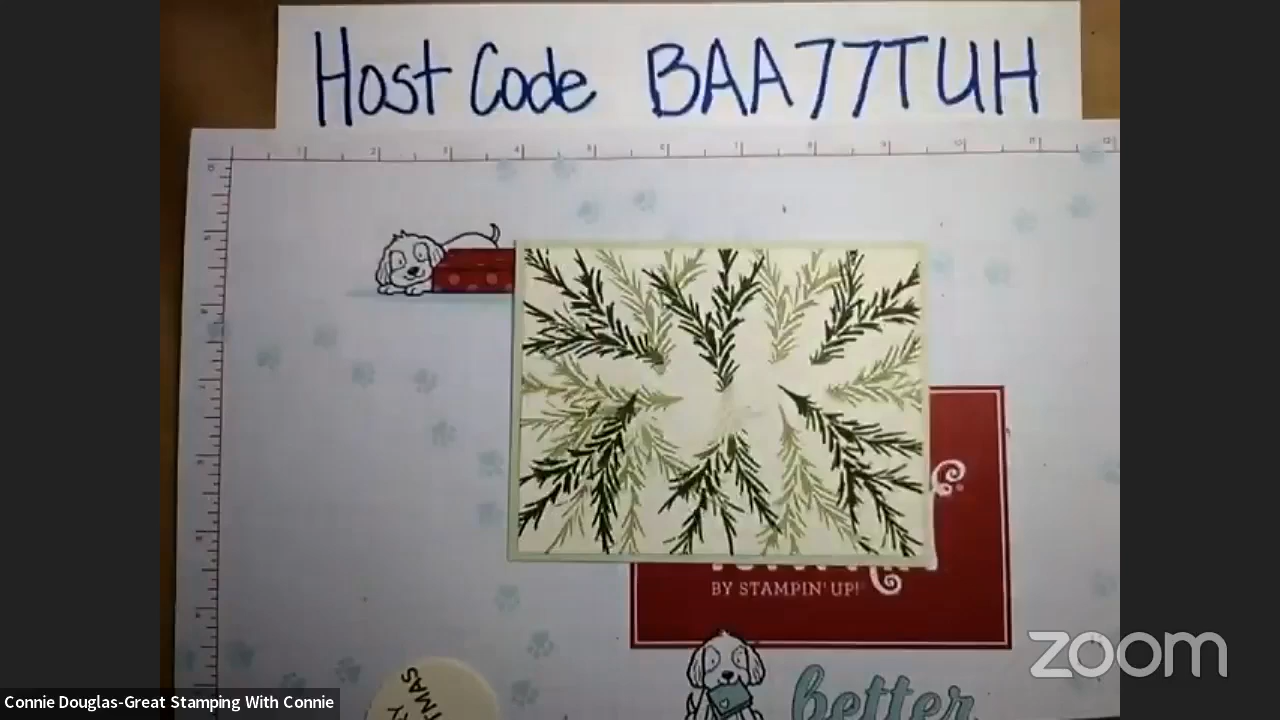 Host Code BAA77TUH
BY STAMPIN' UP!®
better
zoom
Connie Douglas-Great Stamping With Connie